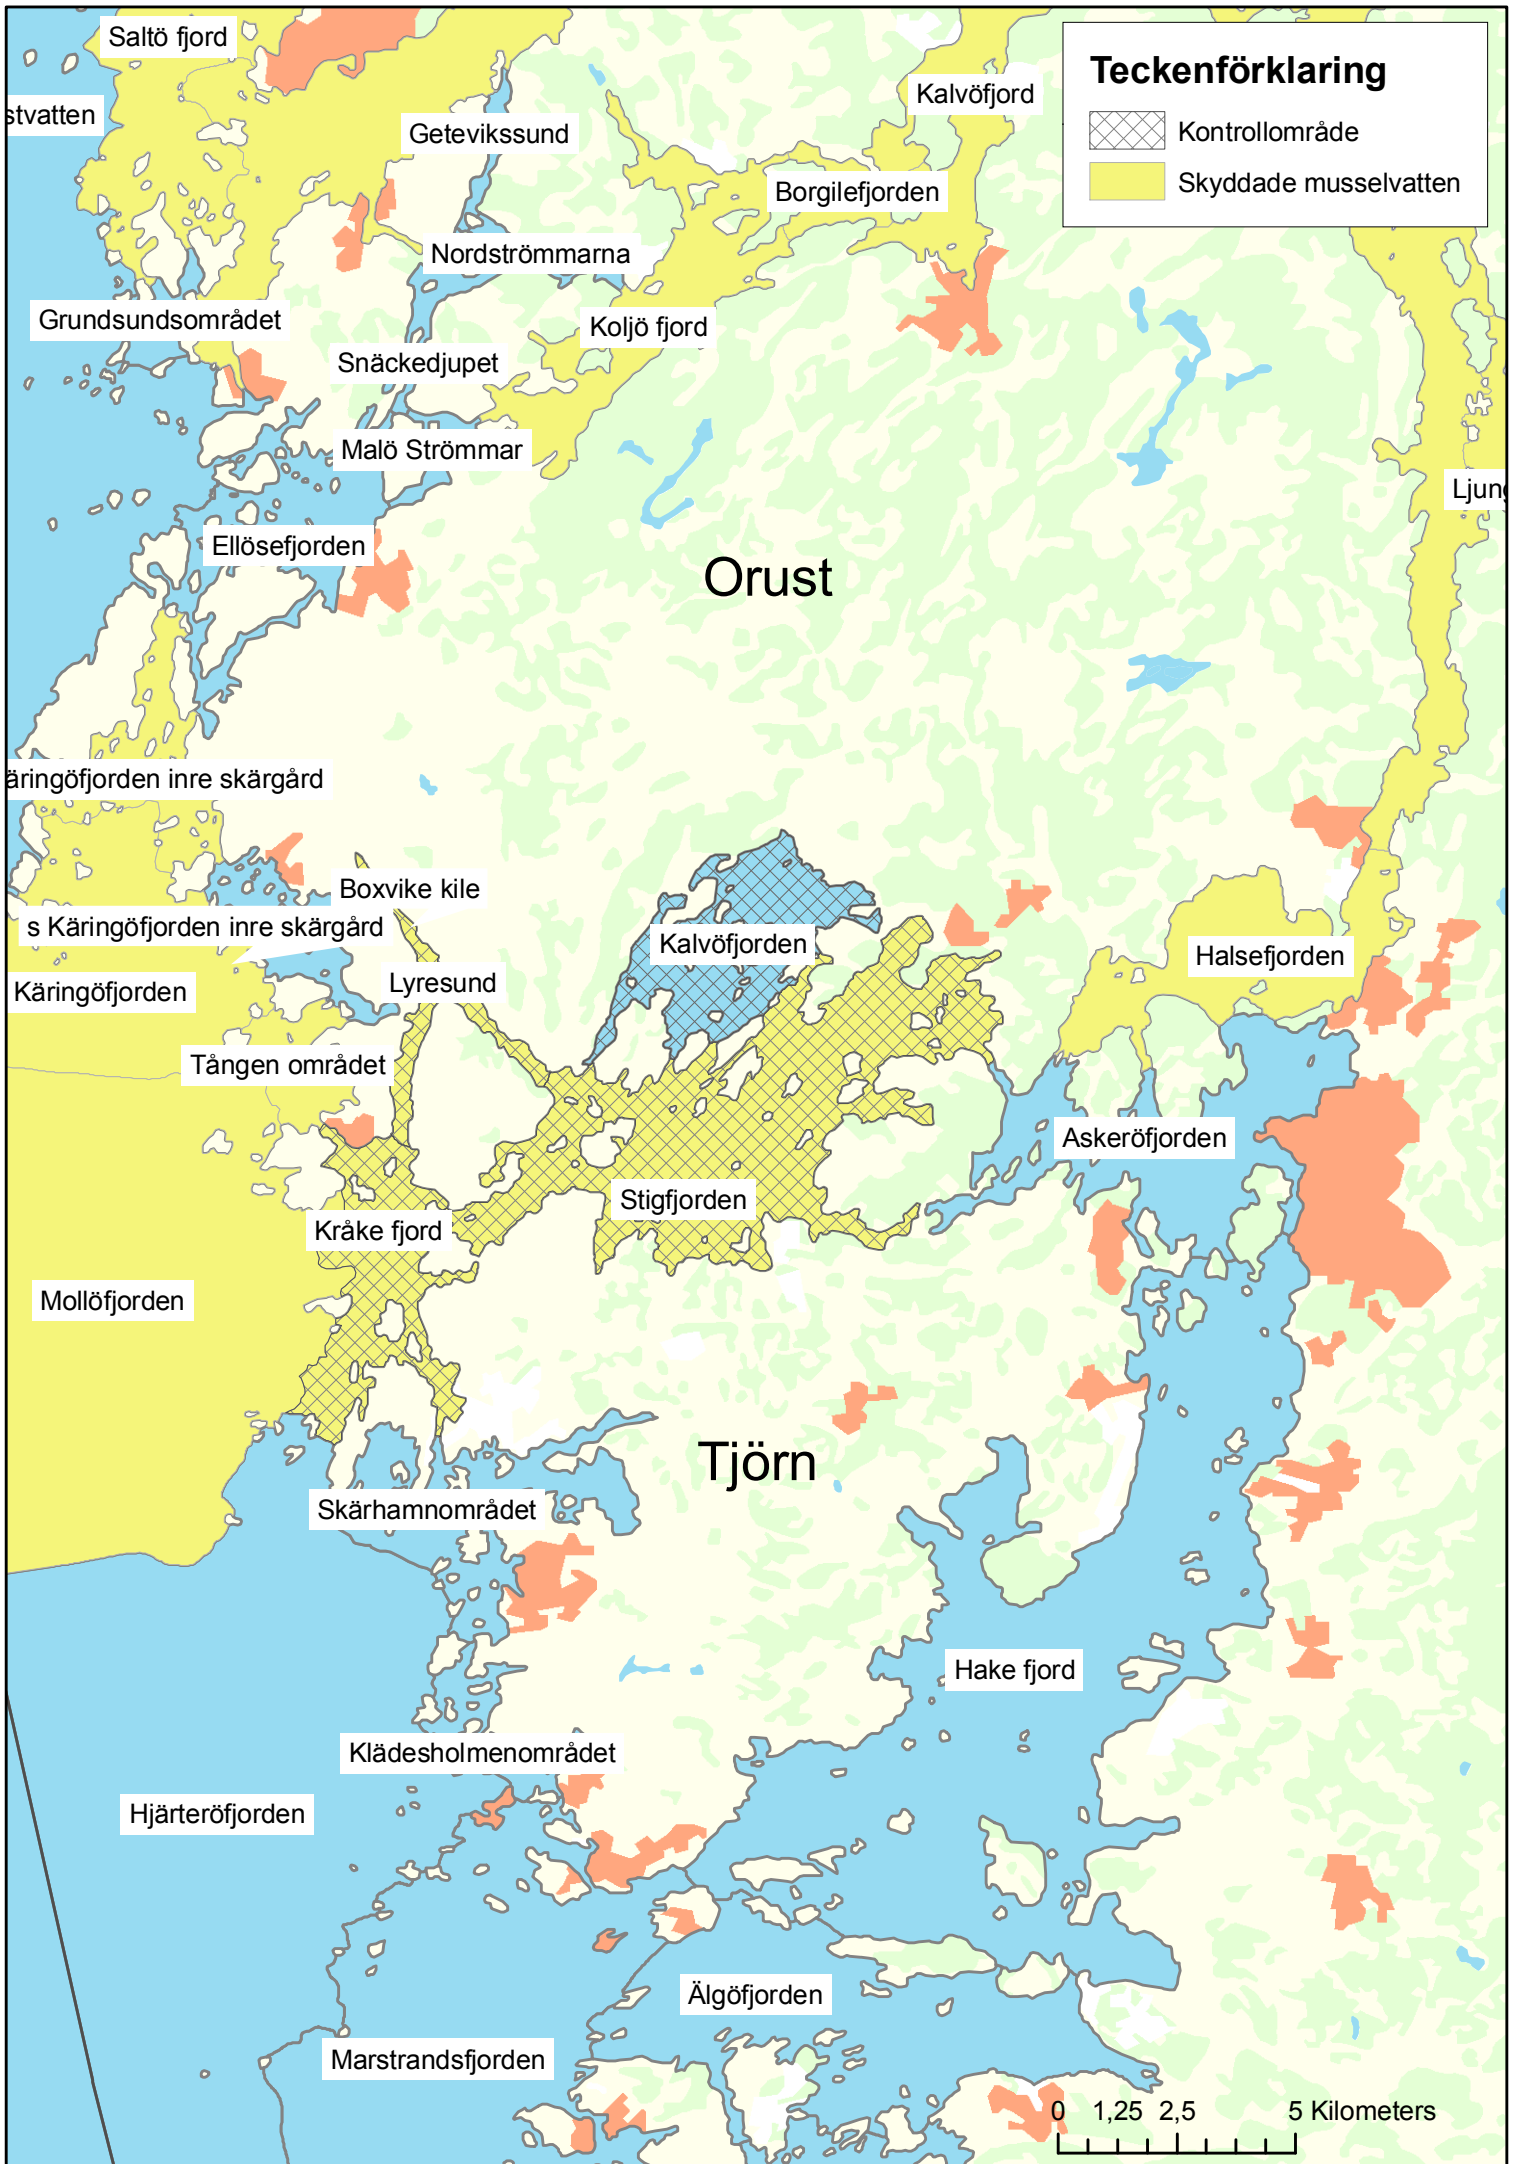 Saltö fjord
Teckenförklaring
Kalvöfjord
stvatten
Kontrollområde
Getevikssund
Skyddade musselvatten
Borgilefjorden
Nordströmmarna
Grundsundsområdet
Koljö fjord
Snäckedjupet
Malö Strömmar
Ljung
Ellösefjorden
Orust
äringöfjorden inre skärgård
Boxvike kile
s Käringöfjorden inre skärgård
Kalvöfjorden
Halsefjorden
Käringöfjorden
Lyresund
Tången området
Askeröfjorden
Stigfjorden
Kråke fjord
Mollöfjorden
Tjörn
Skärhamnområdet
Hake fjord
Klädesholmenområdet
Hjärteröfjorden
Älgöfjorden
Marstrandsfjorden
0 1,25 2,5 5 Kilometers